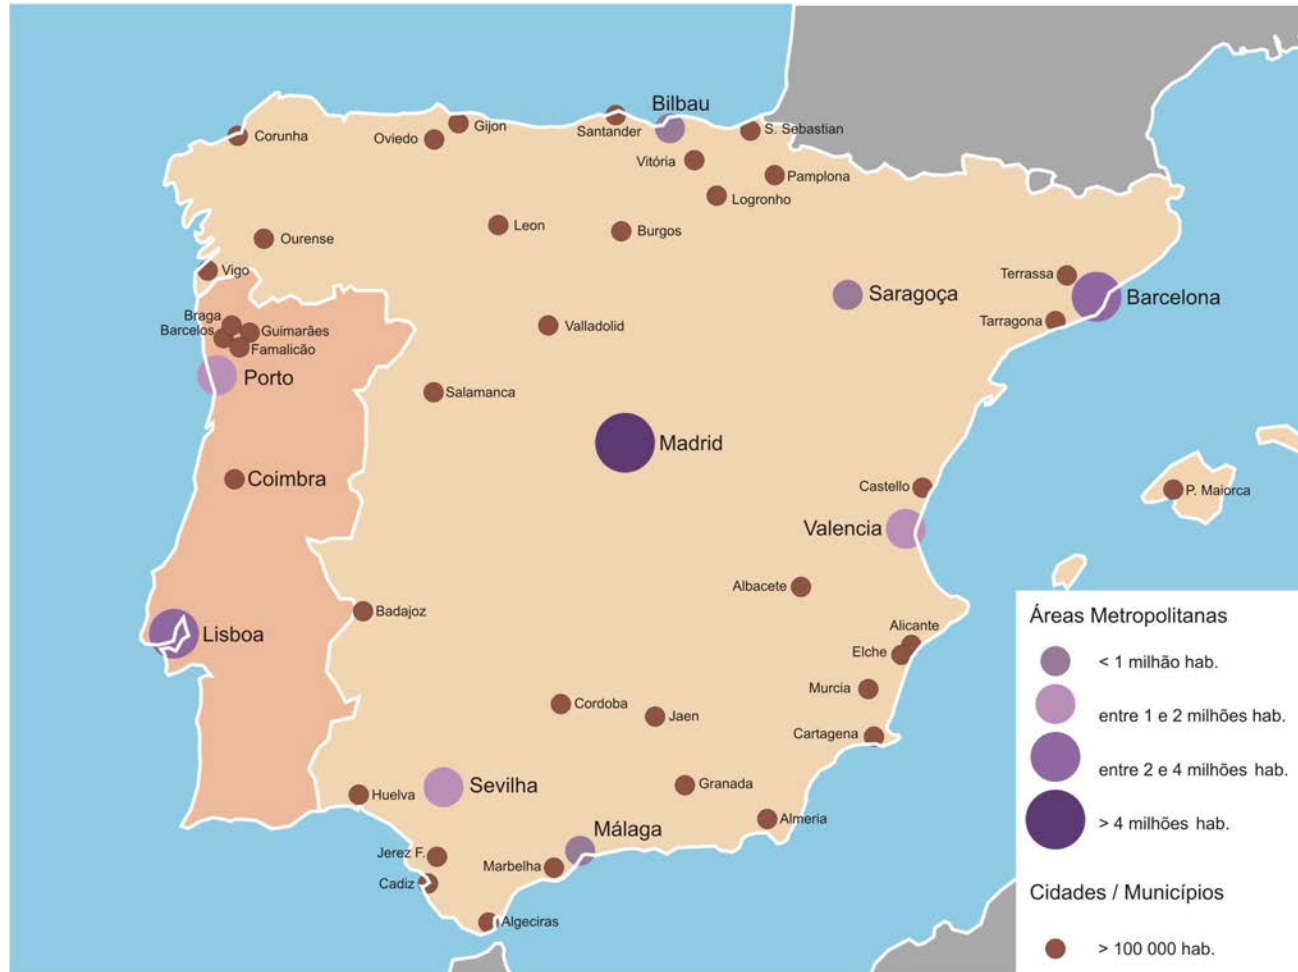 Bilbau
Corunha
Gijon
Oviedo
Santander
S. Sebastian
Vitória
Pamplona
Logronho
Leon
Burgos
Ourense
Vigo
Terrassa
Saragoça
Barcelona
Tarragona
Braga
Barcelos
Guimarães
Famalicão
Valladolid
Porto
Salamanca
Madrid
Coimbra
Castello
P. Maiorca
Valencia
Albacete
Badajoz
Lisboa
Alicante
Elche
Murcia
Cordoba
Jaen
Cartagena
Sevilha
Granada
Huelva
Almeria
Málaga
Jerez F.
Marbelha
Cadiz
Algeciras
Áreas Metropolitanas
< 1 milhão hab.
entre 1 e 2 milhões hab.
entre 2 e 4 milhões hab.
> 4 milhões hab.
Cidades / Municípios
> 100 000 hab.